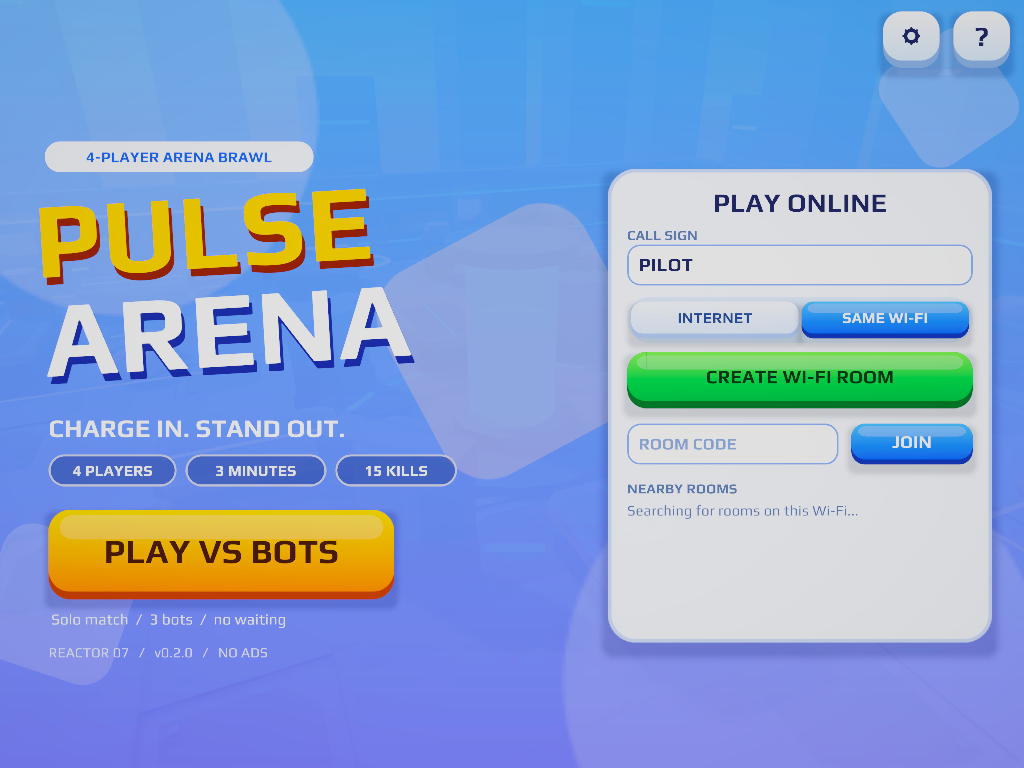 ?
4-PLAYER ARENA BRAWL
PULSE
ARENA
CHARGE IN. STAND OUT.
4 PLAYERS
3 MINUTES
15 KILLS
PLAY VS BOTS
Solo match / 3 bots / no waiting
REACTOR 07 / v0.2.0 / NO ADS
PLAY ONLINE
CALL SIGN
PILOT
INTERNET
SAME WI-FI
CREATE WI-FI ROOM
ROOM CODE
JOIN
NEARBY ROOMS
Searching for rooms on this Wi-Fi...